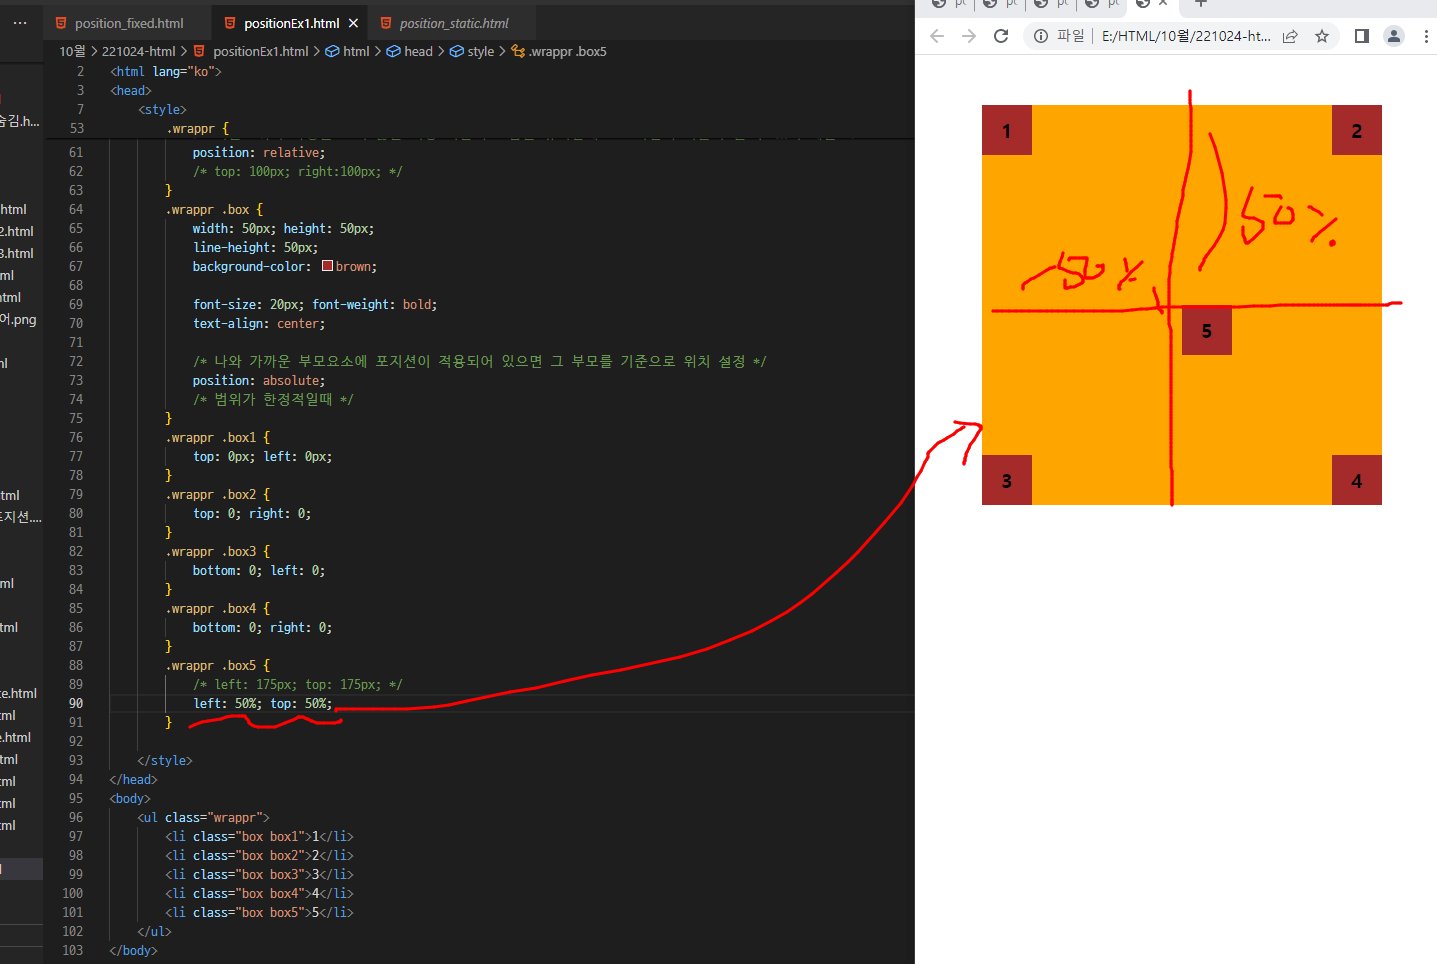 position_fixed.html
positionEx1.html
position_static.html
10월 > 221024-html > positionEx1.html > html > head > style > .wrappr .box5
2 <html lang="ko">
3 <head>
7 <style>
53 .wrappr {
61 position: relative;
62 /* top: 100px; right:100px; */
63 }
64 .wrappr .box {
65 width: 50px; height: 50px;
66 line-height: 50px;
67 background-color: brown;
68
69 font-size: 20px; font-weight: bold;
70 text-align: center;
71
72 /* 나와 가까운 부모요소에 포지션이 적용되어 있으면 그 부모를 기준으로 위치 설정 */
73 position: absolute;
74 /* 범위가 한정적일때 */
75 }
76 .wrappr .box1 {
77 top: 0px; left: 0px;
78 }
79 .wrappr .box2 {
80 top: 0; right: 0;
81 }
82 .wrappr .box3 {
83 bottom: 0; left: 0;
84 }
85 .wrappr .box4 {
86 bottom: 0; right: 0;
87 }
88 .wrappr .box5 {
89 /* left: 175px; top: 175px; */
90 left: 50%; top: 50%;
91 }
92
93 </style>
94 </head>
95 <body>
96 <ul class="wrappr">
97 <li class="box box1">1</li>
98 <li class="box box2">2</li>
99 <li class="box box3">3</li>
100 <li class="box box4">4</li>
101 <li class="box box5">5</li>
102 </ul>
103 </body>
숨김.h...
html
2.html
3.html
ml
html
어.png
ml
html
포지션....
ml
tml
te.html
ml
e.html
tml
tml
tml
tml
파일 | E:/HTML/10월/221024-ht...
1
2
50%
50%
5
3
4